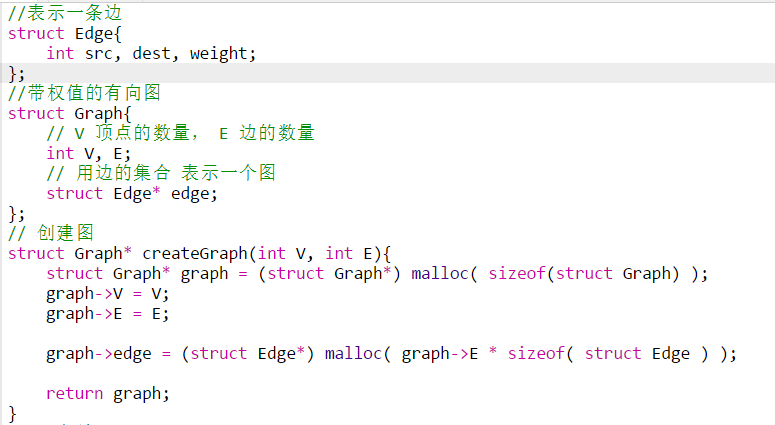 //表示一条边
struct Edge{
    int src, dest, weight;
};
//带权值的有向图
struct Graph{
    // V 顶点的数量， E 边的数量
    int V, E;
    // 用边的集合 表示一个图
    struct Edge* edge;
};
// 创建图
struct Graph* createGraph(int V, int E){
    struct Graph* graph = (struct Graph*) malloc( sizeof(struct Graph) );
    graph->V = V;
    graph->E = E;

    graph->edge = (struct Edge*) malloc( graph->E * sizeof( struct Edge ) );

    return graph;
}